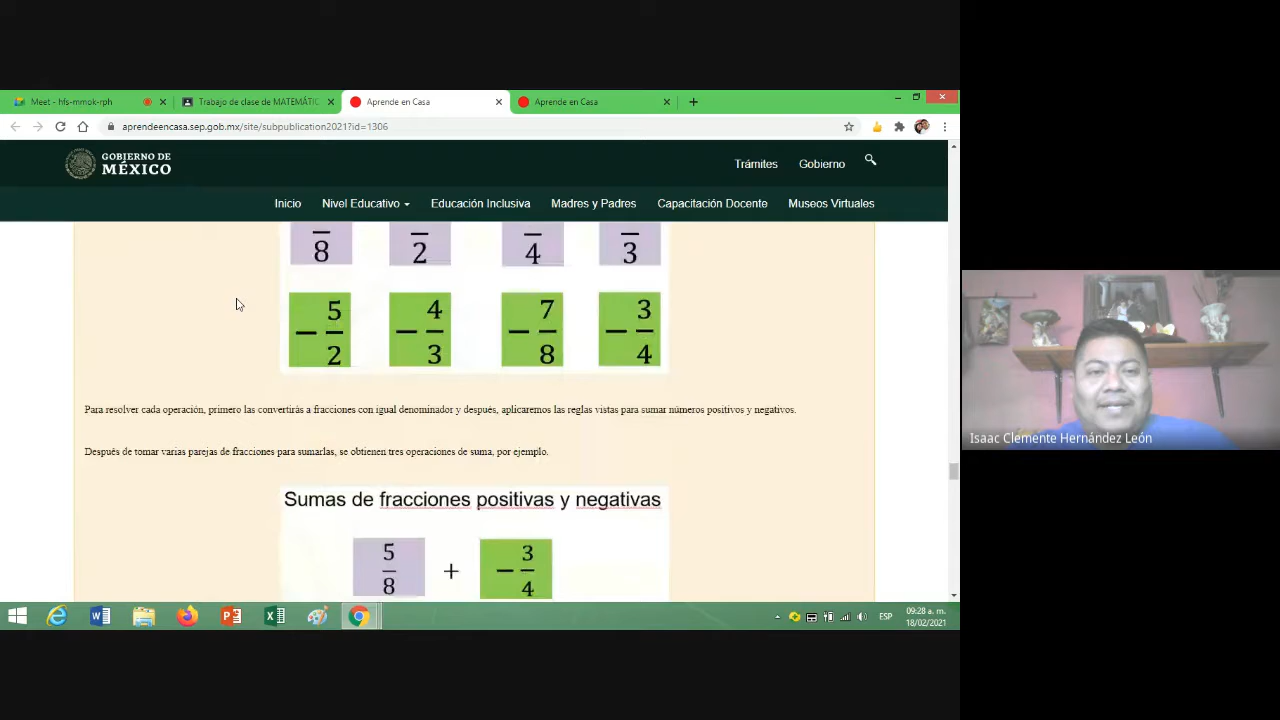 Meet - hfs-mmok-rph
Trabajo de clase de MATEMÁTIC
Aprende en Casa
Aprende en Casa
aprendeencasa.sep.gob.mx/site/subpublication2021?id=1306
GOBIERNO DE MÉXICO
Trámites Gobierno
Inicio Nivel Educativo Educación Inclusiva Madres y Padres Capacitación Docente Museos Virtuales
8 2 4 3
− 5/2 − 4/3 − 7/8 − 3/4
Para resolver cada operación, primero las convertirás a fracciones con igual denominador y después, aplicaremos las reglas vistas para sumar números positivos y negativos.
Después de tomar varias parejas de fracciones para sumarlas, se obtienen tres operaciones de suma, por ejemplo.
Sumas de fracciones positivas y negativas
5/8 + − 3/4
Isaac Clemente Hernández León
ESP
09:28 a. m.
18/02/2021